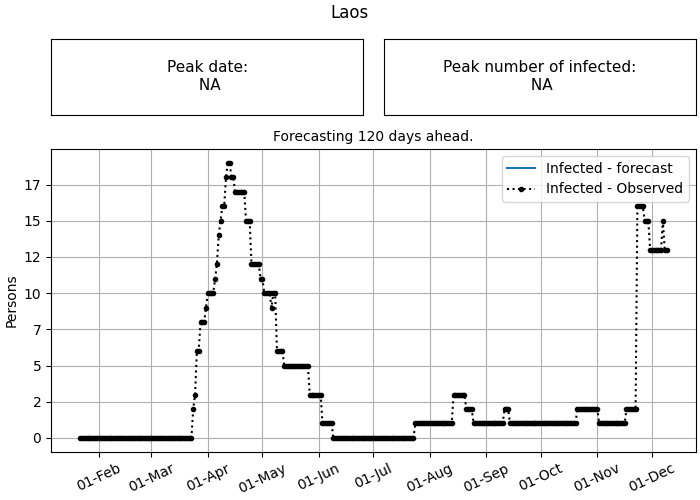 Laos
Peak date:
NA
Peak number of infected:
NA
Forecasting 120 days ahead.
Infected - forecast
Infected - Observed
Persons
17
15
12
10
7
5
2
0
01-Feb
01-Mar
01-Apr
01-May
01-Jun
01-Jul
01-Aug
01-Sep
01-Oct
01-Nov
01-Dec